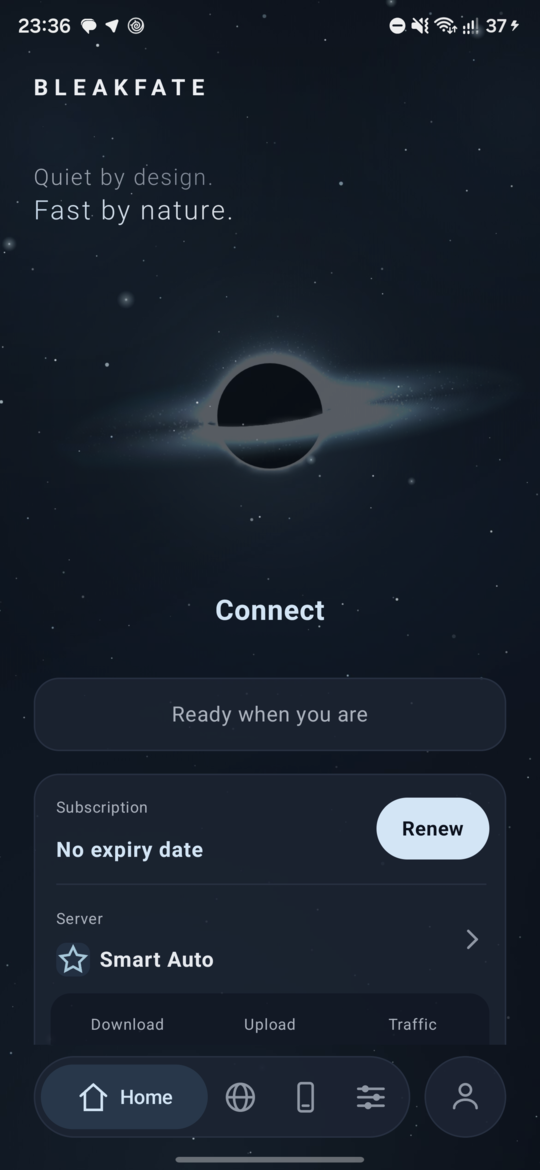 23:36
37
BLEAKFATE
Quiet by design.
Fast by nature.
Connect
Ready when you are
Subscription
No expiry date
Renew
Server
Smart Auto
Download Upload Traffic
Home